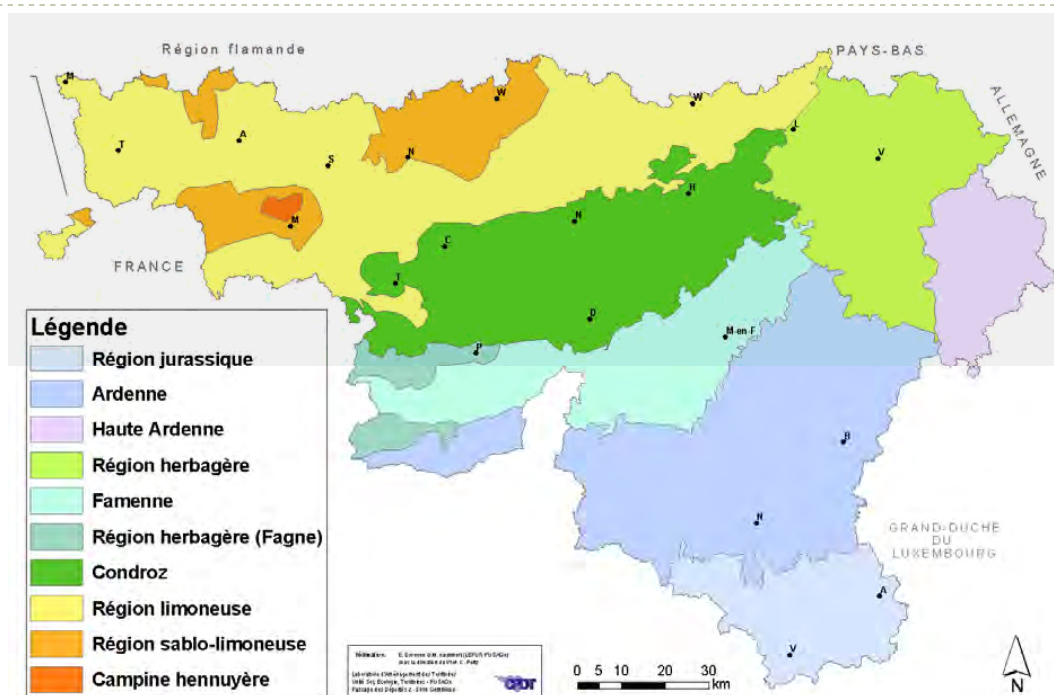 Région flamande
PAYS-BAS
ALLEMAGNE
M
W
W
T
A
S
N
L
V
H
M
N
C
FRANCE
T
D
M-en-F
P
Légende
Région jurassique
Ardenne
Haute Ardenne
Région herbagère
Famenne
Région herbagère (Fagne)
Condroz
Région limoneuse
Région sablo-limoneuse
Campine hennuyère
B
N
GRAND-DUCHE
DU
LUXEMBOURG
A
V
0 5 10 20 30
km
N